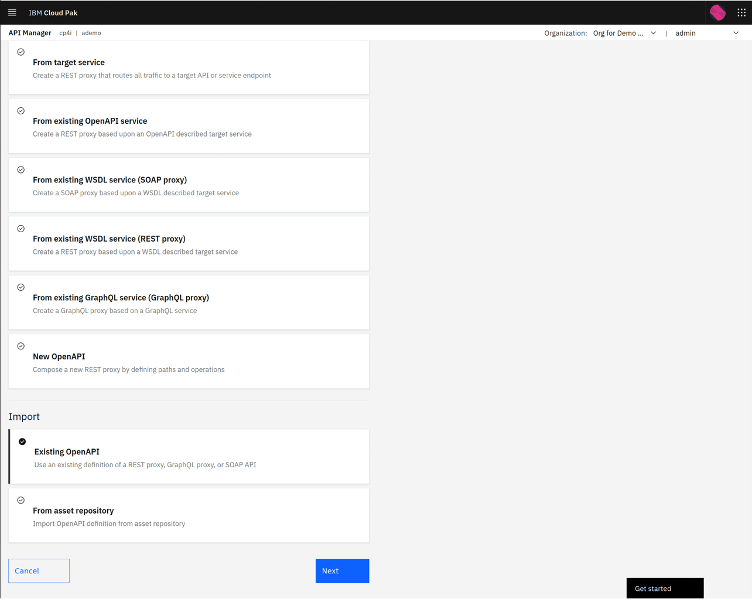 IBM Cloud Pak
API Manager cp4i | ademo Organization: Org for Demo ... | admin
From target service
Create a REST proxy that routes all traffic to a target API or service endpoint
From existing OpenAPI service
Create a REST proxy based upon an OpenAPI described target service
From existing WSDL service (SOAP proxy)
Create a SOAP proxy based upon a WSDL described target service
From existing WSDL service (REST proxy)
Create a REST proxy based upon a WSDL described target service
From existing GraphQL service (GraphQL proxy)
Create a GraphQL proxy based on a GraphQL service
New OpenAPI
Compose a new REST proxy by defining paths and operations
Import
Existing OpenAPI
Use an existing definition of a REST proxy, GraphQL proxy, or SOAP API
From asset repository
Import OpenAPI definition from asset repository
Cancel Next
Get started